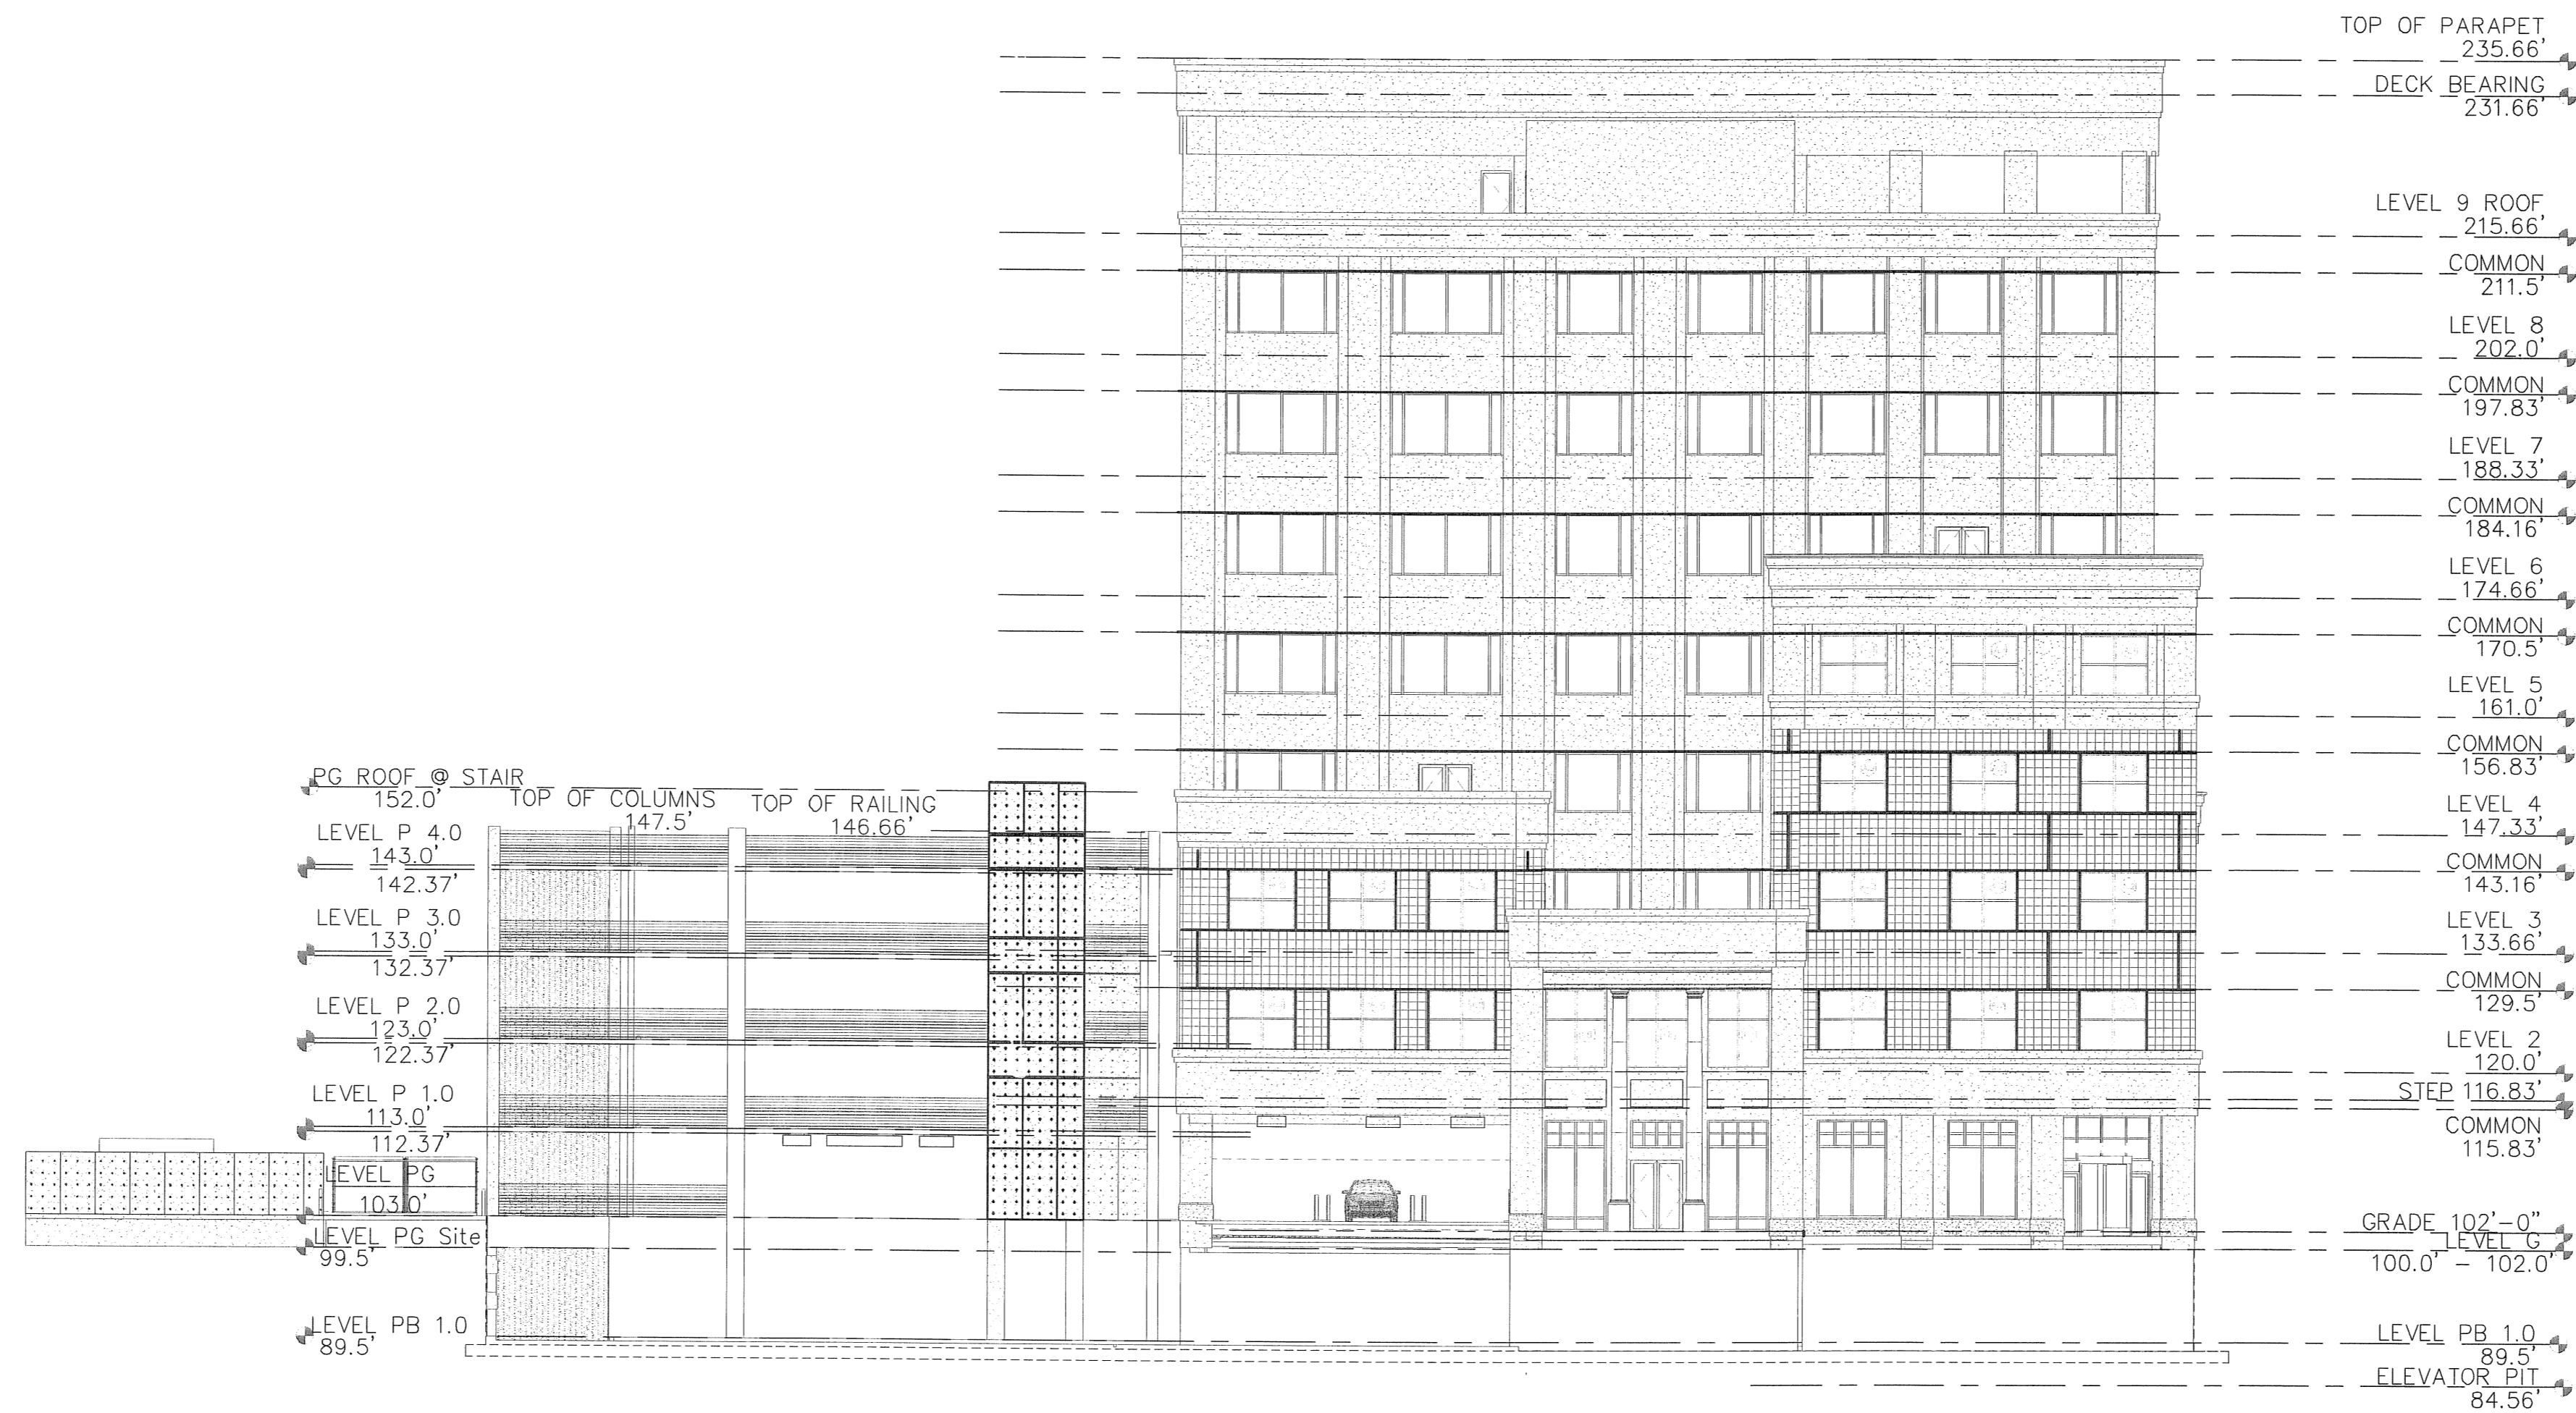 TOP OF PARAPET
235.66'
DECK BEARING
231.66'
LEVEL 9 ROOF
215.66'
COMMON
211.5'
LEVEL 8
202.0'
COMMON
197.83'
LEVEL 7
188.33'
COMMON
184.16'
LEVEL 6
174.66'
COMMON
170.5'
LEVEL 5
161.0'
COMMON
156.83'
LEVEL 4
147.33'
COMMON
143.16'
LEVEL 3
133.66'
COMMON
129.5'
LEVEL 2
120.0'
STEP 116.83'
COMMON
115.83'
GRADE 102'-0"
LEVEL G
100.0' - 102.0'
LEVEL PB 1.0
89.5'
ELEVATOR PIT
84.56'
PG ROOF @ STAIR
152.0'
TOP OF COLUMNS
147.5'
TOP OF RAILING
146.66'
LEVEL P 4.0
143.0'
142.37'
LEVEL P 3.0
133.0'
132.37'
LEVEL P 2.0
123.0'
122.37'
LEVEL P 1.0
113.0'
112.37'
LEVEL PG
103.0'
LEVEL PG Site
99.5'
LEVEL PB 1.0
89.5'